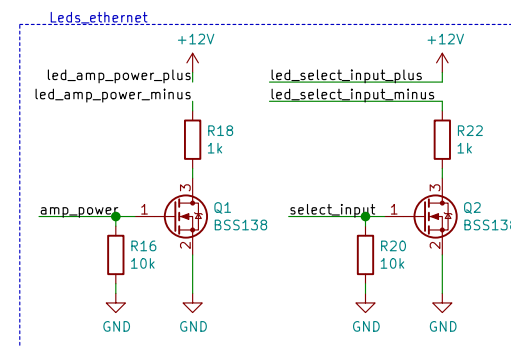 Leds_ethernet
+12V +12V
led_amp_power_plus led_select_input_plus
led_amp_power_minus led_select_input_minus
R18 R22
1k 1k
3 3
amp_power 1 Q1 select_input 1 Q2
BSS138 BSS138
2 2
R16 R20
10k 10k
GND GND GND GND